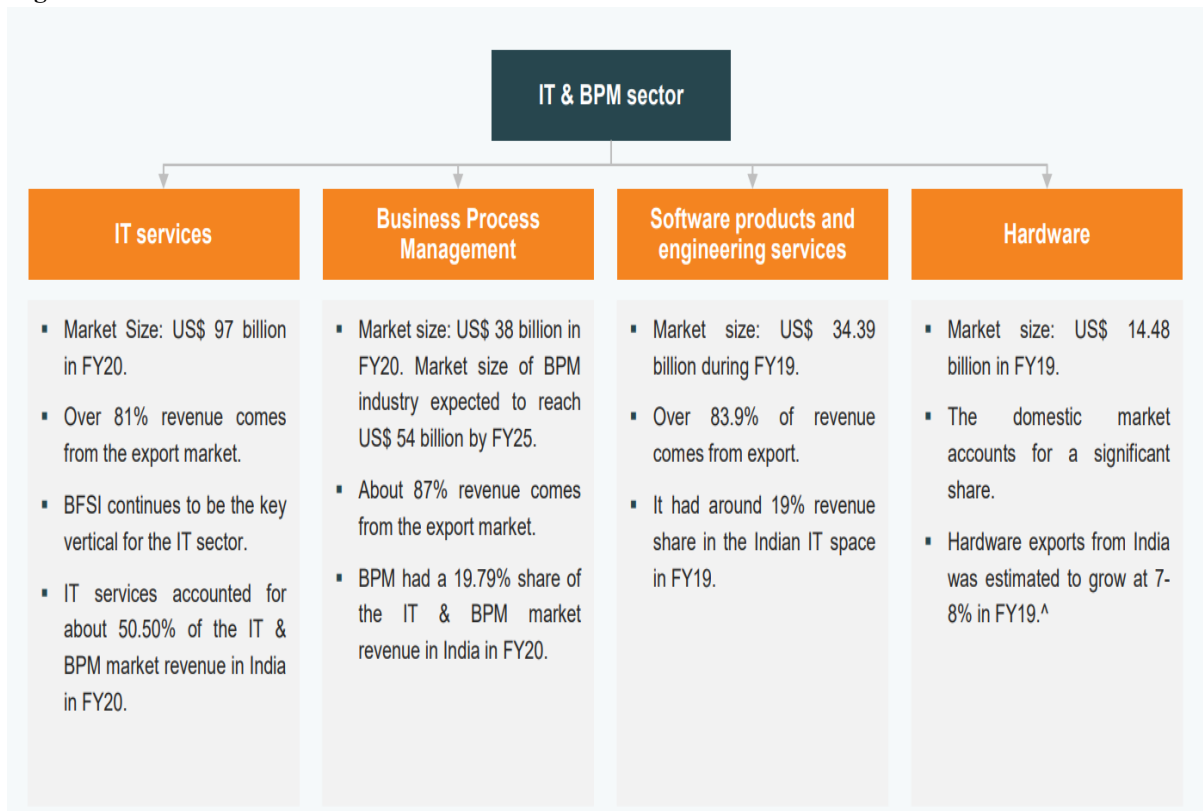 IT & BPM sector
IT services
Market Size: US$ 97 billion
in FY20.
Over 81% revenue comes
from the export market.
BFSI continues to be the key
vertical for the IT sector.
IT services accounted for
about 50.50% of the IT &
BPM market revenue in India
in FY20.
Business Process
Management
Market size: US$ 38 billion in
FY20. Market size of BPM
industry expected to reach
US$ 54 billion by FY25.
About 87% revenue comes
from the export market.
BPM had a 19.79% share of
the IT & BPM market
revenue in India in FY20.
Software products and
engineering services
Market size: US$ 34.39
billion during FY19.
Over 83.9% of revenue
comes from export.
It had around 19% revenue
share in the Indian IT space
in FY19.
Hardware
Market size: US$ 14.48
billion in FY19.
The domestic market
accounts for a significant
share.
Hardware exports from India
was estimated to grow at 7-
8% in FY19.^